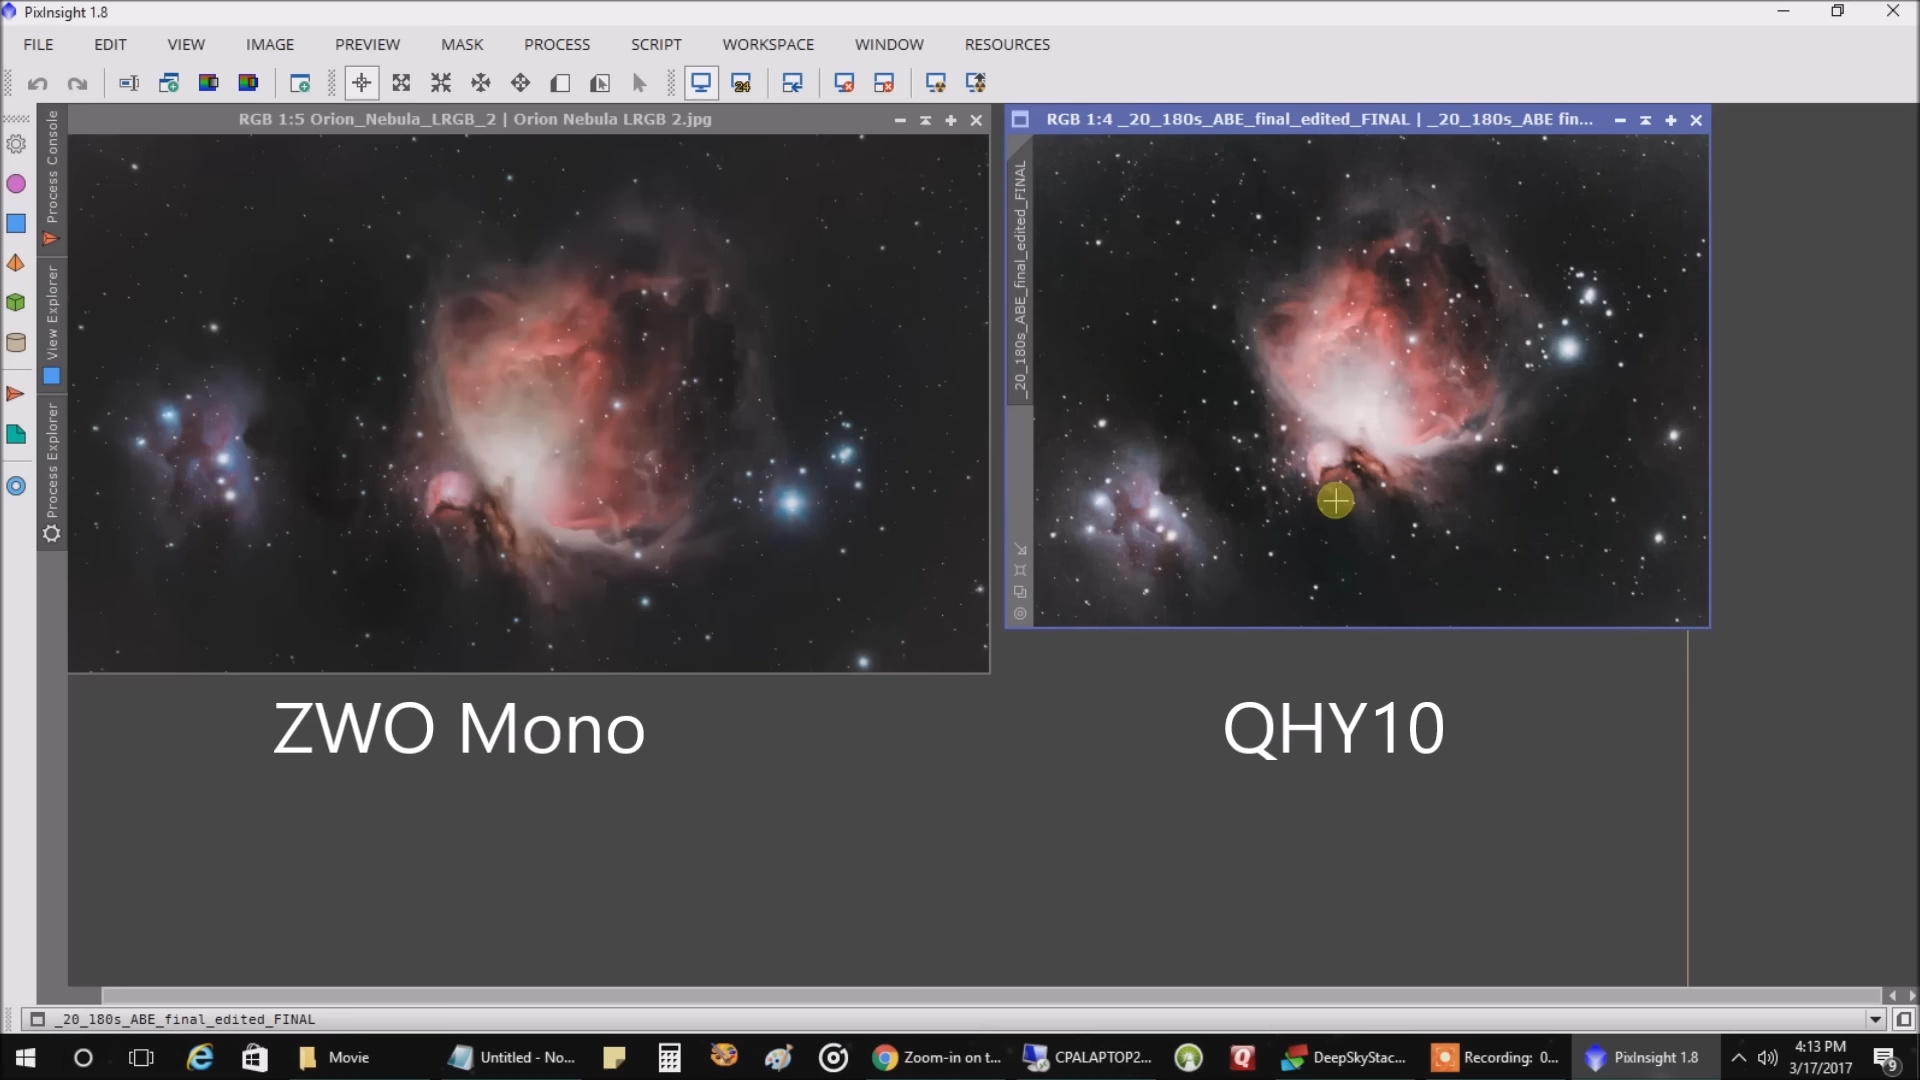 PixInsight 1.8
FILE EDIT VIEW IMAGE PREVIEW MASK PROCESS SCRIPT WORKSPACE WINDOW RESOURCES
24
Process Console
View Explorer
Process Explorer
RGB 1:5 Orion_Nebula_LRGB_2 | Orion Nebula LRGB 2.jpg
RGB 1:4 _20_180s_ABE_final_edited_FINAL | _20_180s_ABE fin...
_20_180s_ABE_final_edited_FINAL
ZWO Mono
QHY10
_20_180s_ABE_final_edited_FINAL
Movie
Untitled - No...
Zoom-in on t...
CPALAPTOP2...
DeepSkyStac...
Recording: 0...
PixInsight 1.8
4:13 PM
3/17/2017
9